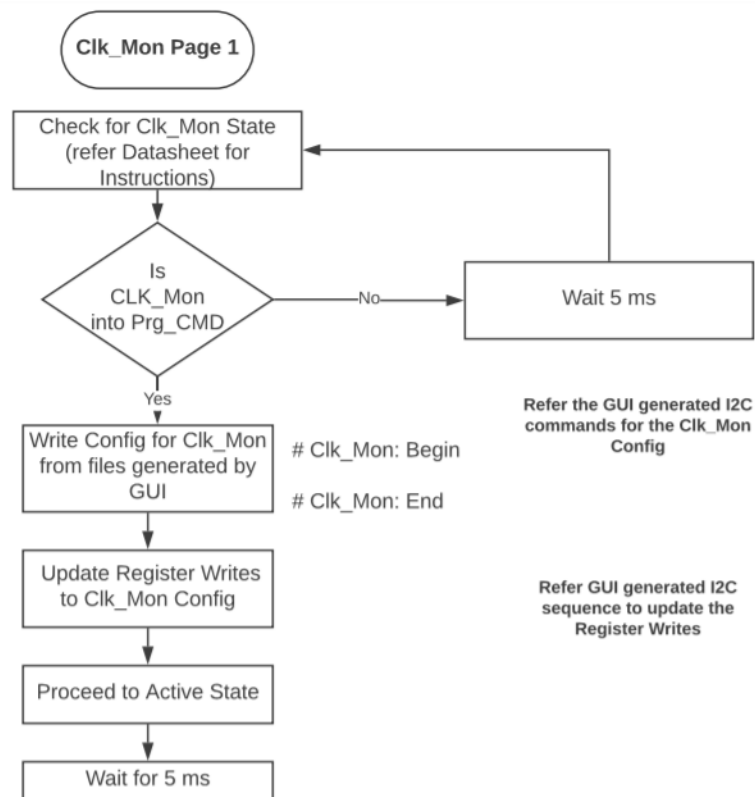 Clk_Mon Page 1
Check for Clk_Mon State
(refer Datasheet for
Instructions)
Is
CLK_Mon
into Prg_CMD
No
Wait 5 ms
Yes
Refer the GUI generated I2C
commands for the Clk_Mon
Config
Write Config for Clk_Mon
from files generated by
GUI
# Clk_Mon: Begin
# Clk_Mon: End
Update Register Writes
to Clk_Mon Config
Refer GUI generated I2C
sequence to update the
Register Writes
Proceed to Active State
Wait for 5 ms